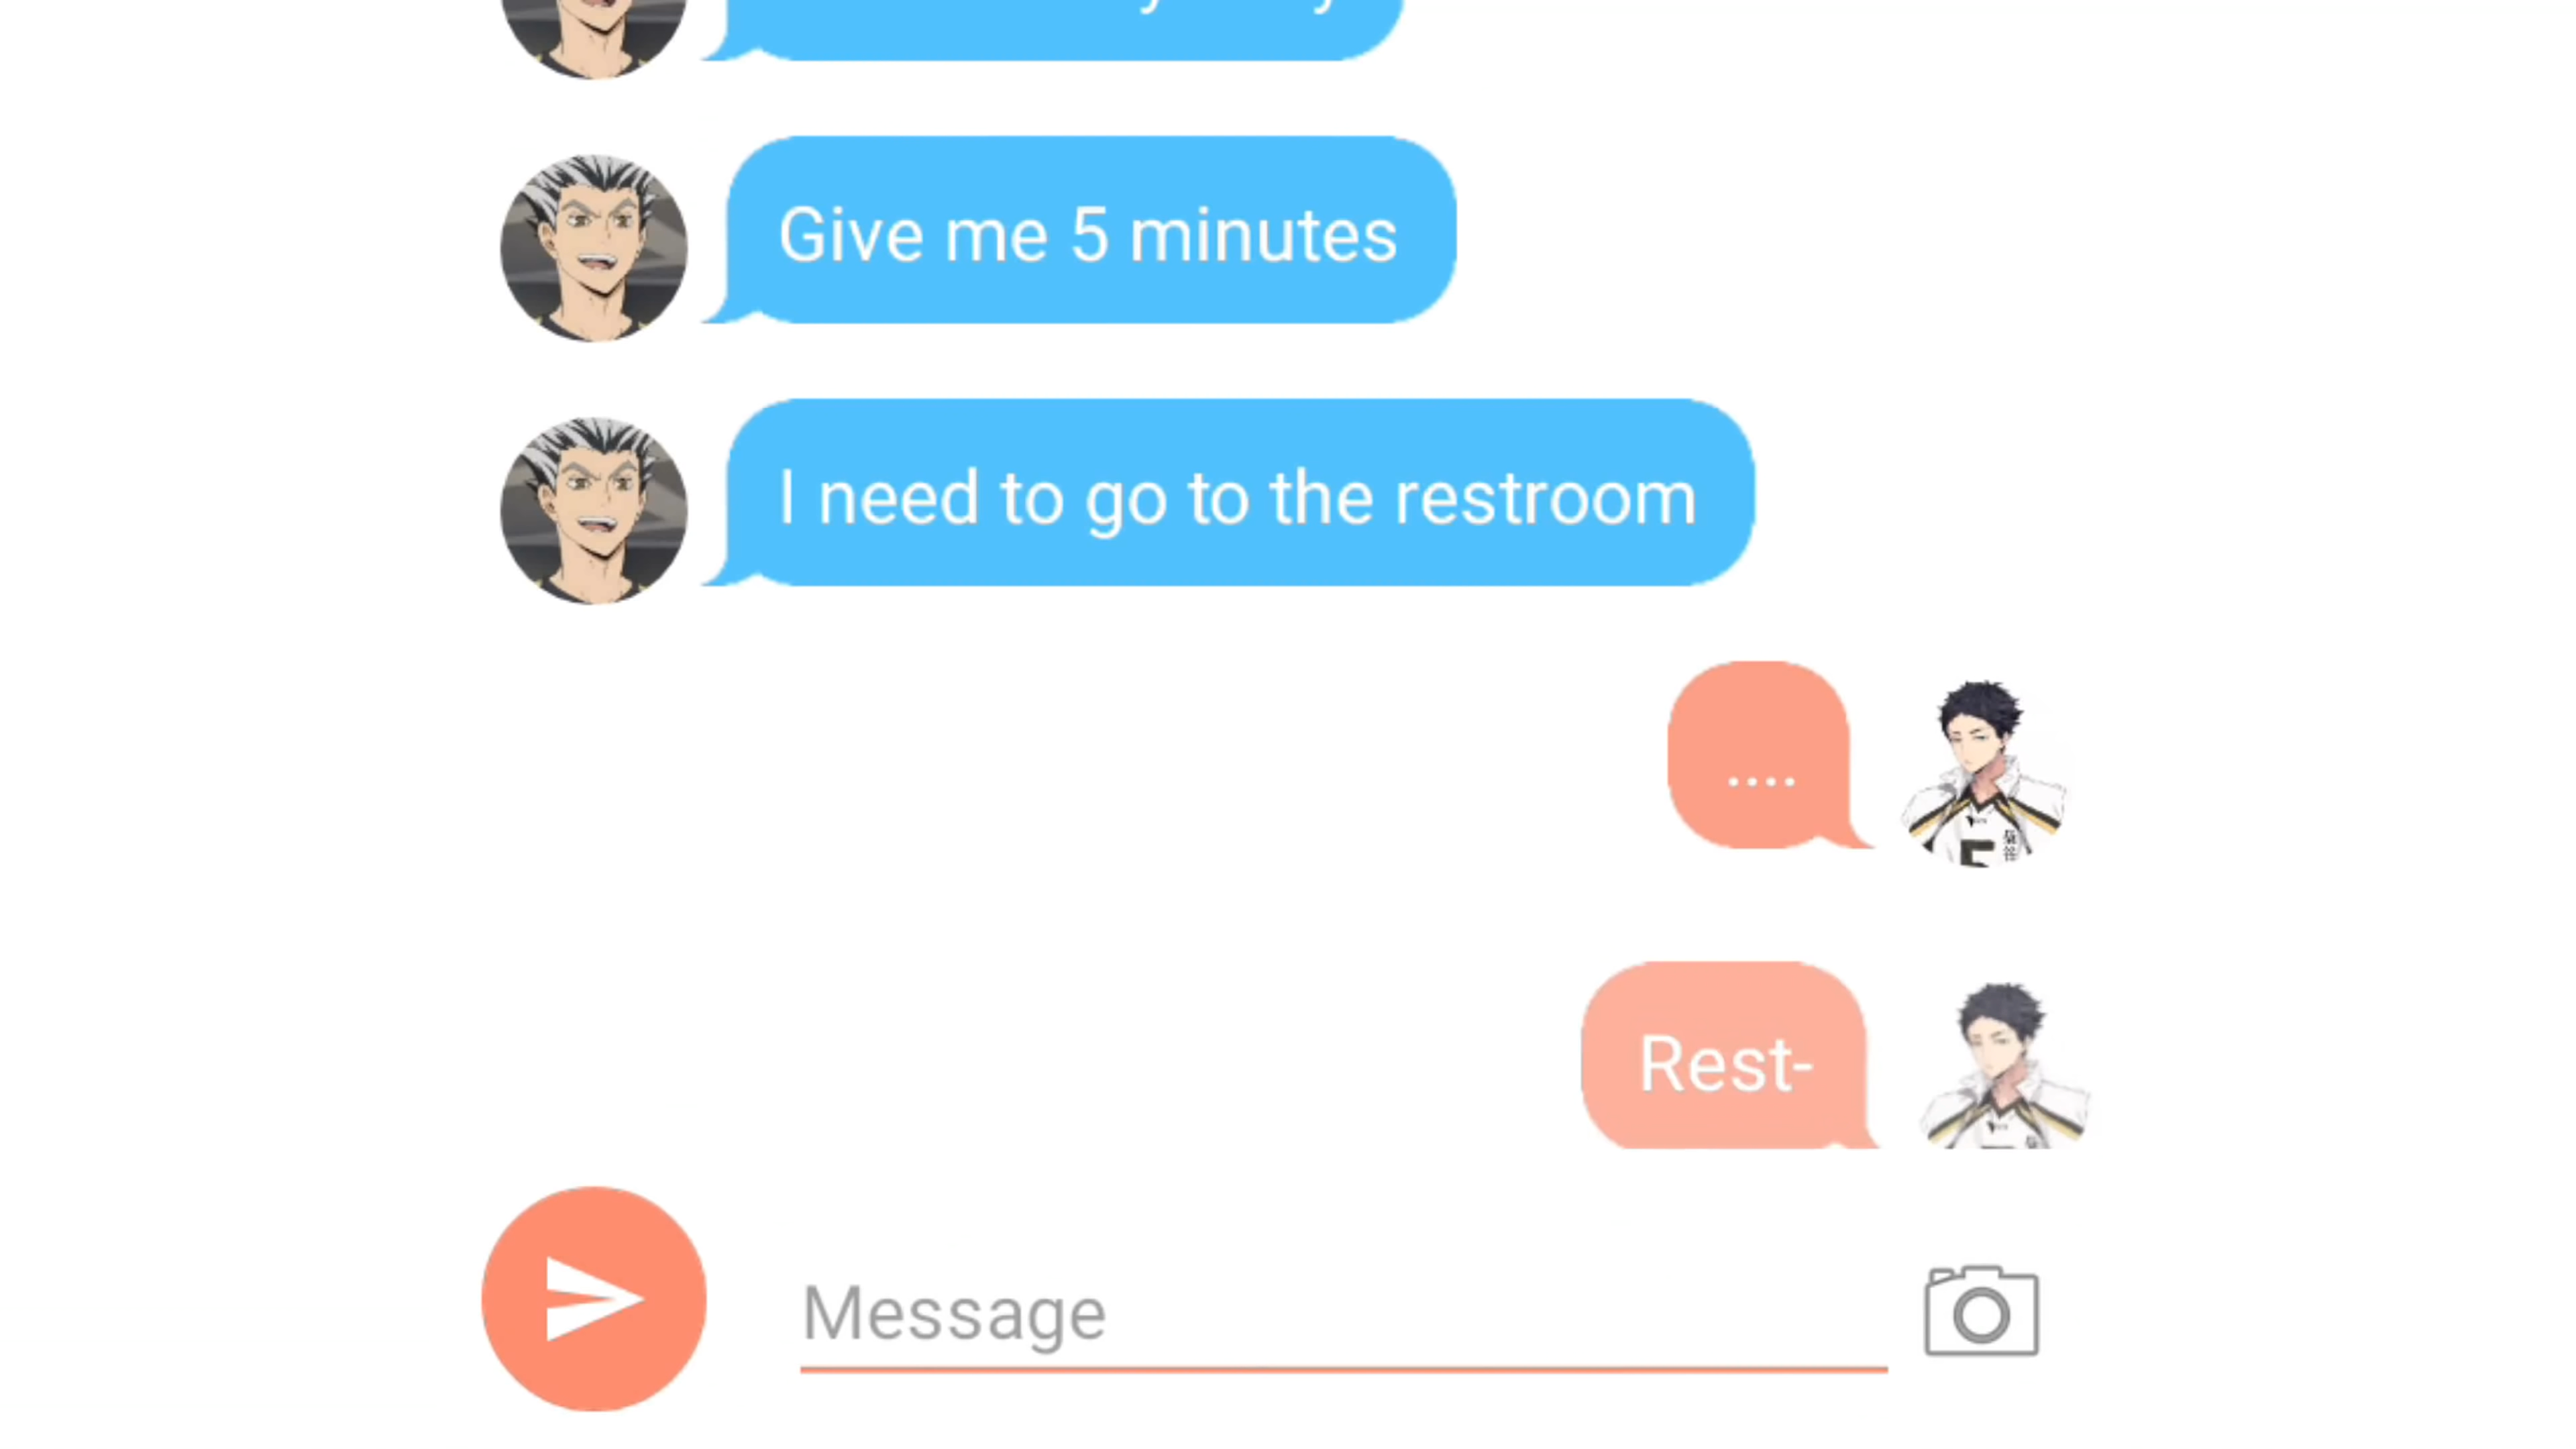 Give me 5 minutes
I need to go to the restroom
....
Rest-
Message